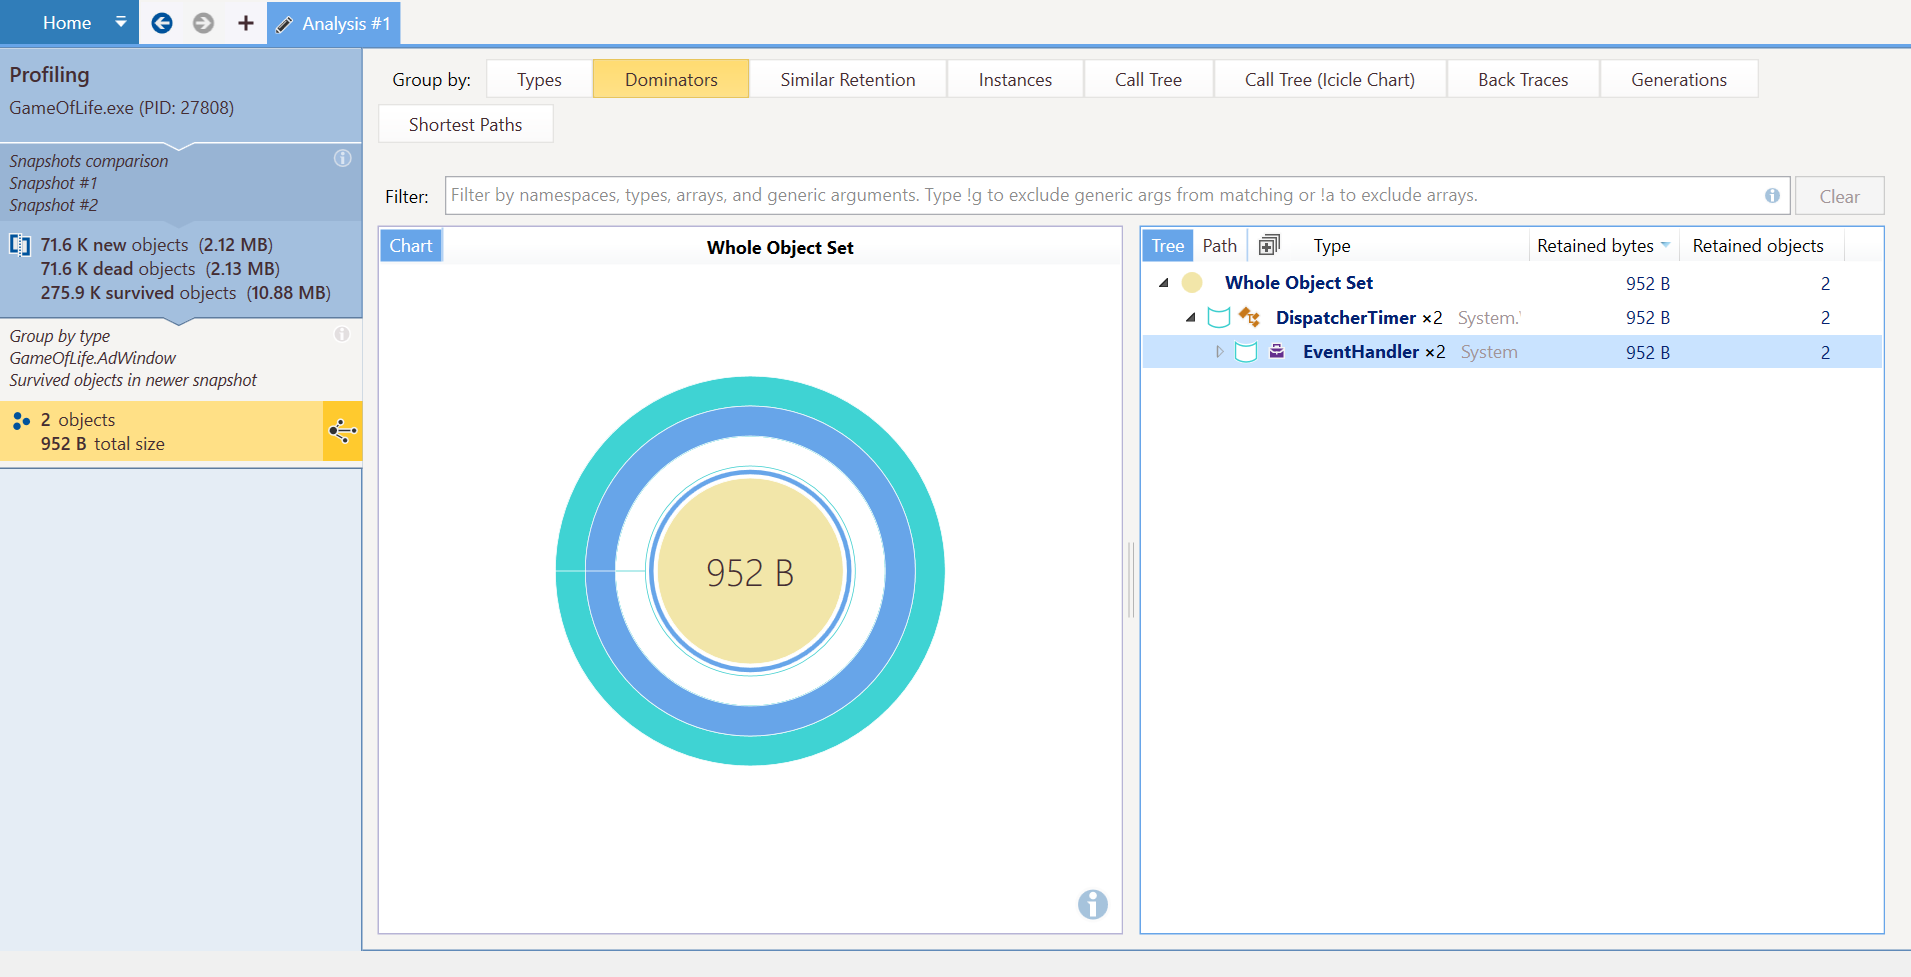 Home
Analysis #1
Profiling
GameOfLife.exe (PID: 27808)
Snapshots comparison
Snapshot #1
Snapshot #2
71.6 K new objects (2.12 MB)
71.6 K dead objects (2.13 MB)
275.9 K survived objects (10.88 MB)
Group by type
GameOfLife.AdWindow
Survived objects in newer snapshot
2 objects
952 B total size
Group by: Types Dominators Similar Retention Instances Call Tree Call Tree (Icicle Chart) Back Traces Generations
Shortest Paths
Filter: Filter by namespaces, types, arrays, and generic arguments. Type !g to exclude generic args from matching or !a to exclude arrays. Clear
Chart Whole Object Set
952 B
Tree Path Type Retained bytes Retained objects
Whole Object Set 952 B 2
DispatcherTimer ×2 System. 952 B 2
EventHandler ×2 System 952 B 2